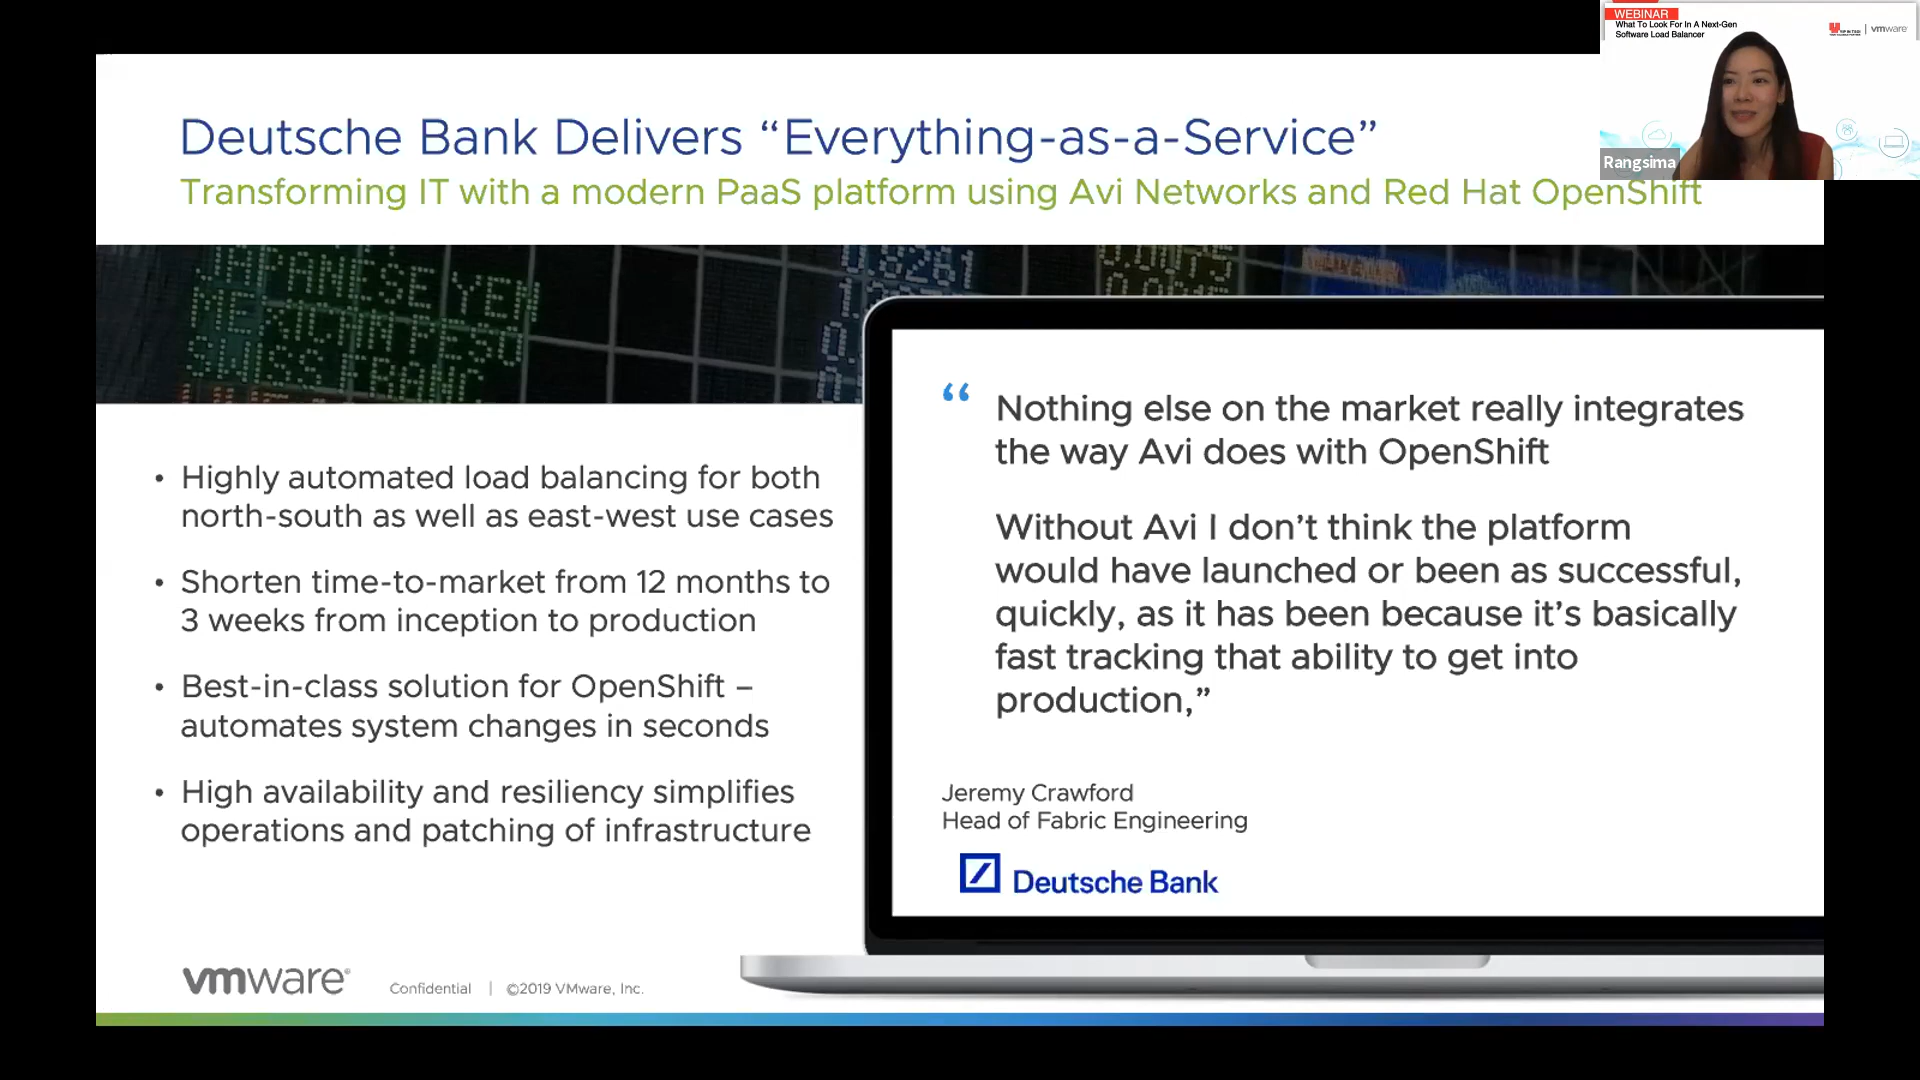 WEBINAR
What To Look For In A Next-Gen
Software Load Balancer
vmware
Rangsima
Deutsche Bank Delivers “Everything-as-a-Service”
Transforming IT with a modern PaaS platform using Avi Networks and Red Hat OpenShift
JAPANESE YEN
MEXICAN PESO
SWISS FRANC
• Highly automated load balancing for both
north-south as well as east-west use cases
• Shorten time-to-market from 12 months to
3 weeks from inception to production
• Best-in-class solution for OpenShift –
automates system changes in seconds
• High availability and resiliency simplifies
operations and patching of infrastructure
“ Nothing else on the market really integrates
the way Avi does with OpenShift
Without Avi I don’t think the platform
would have launched or been as successful,
quickly, as it has been because it’s basically
fast tracking that ability to get into
production,”
Jeremy Crawford
Head of Fabric Engineering
Deutsche Bank
vmware®
Confidential | ©2019 VMware, Inc.